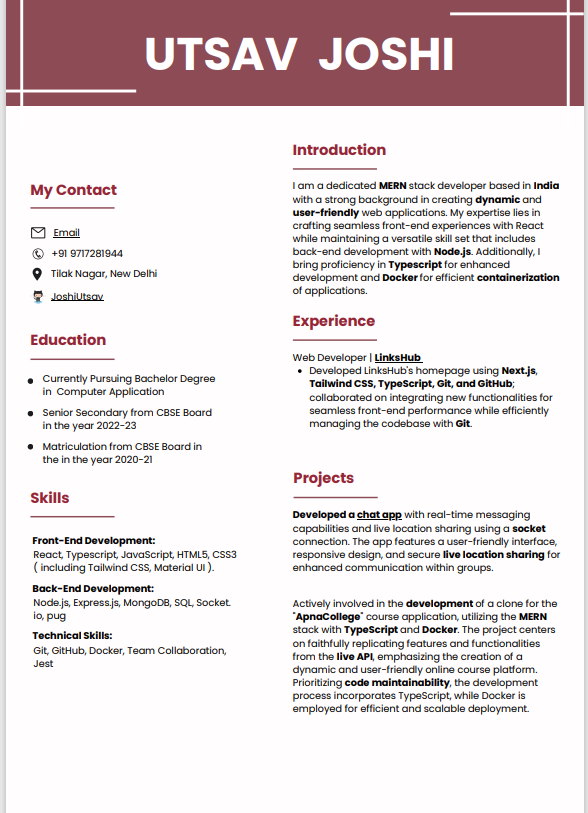 UTSAV JOSHI
My Contact
Email
+91 9717281944
Tilak Nagar, New Delhi
JoshiUtsav
Education
Currently Pursuing Bachelor Degree
in Computer Application
Senior Secondary from CBSE Board
in the year 2022-23
Matriculation from CBSE Board in
the in the year 2020-21
Skills
Front-End Development:
React, Typescript, JavaScript, HTML5, CSS3
( including Tailwind CSS, Material UI ).
Back-End Development:
Node.js, Express.js, MongoDB, SQL, Socket.
io, pug
Technical Skills:
Git, GitHub, Docker, Team Collaboration,
Jest
Introduction
I am a dedicated MERN stack developer based in India
with a strong background in creating dynamic and
user-friendly web applications. My expertise lies in
crafting seamless front-end experiences with React
while maintaining a versatile skill set that includes
back-end development with Node.js. Additionally, I
bring proficiency in Typescript for enhanced
development and Docker for efficient containerization
of applications.
Experience
Web Developer | LinksHub
Developed LinksHub's homepage using Next.js,
Tailwind CSS, TypeScript, Git, and GitHub;
collaborated on integrating new functionalities for
seamless front-end performance while efficiently
managing the codebase with Git.
Projects
Developed a chat app with real-time messaging
capabilities and live location sharing using a socket
connection. The app features a user-friendly interface,
responsive design, and secure live location sharing for
enhanced communication within groups.
Actively involved in the development of a clone for the
"ApnaCollege" course application, utilizing the MERN
stack with TypeScript and Docker. The project centers
on faithfully replicating features and functionalities
from the live API, emphasizing the creation of a
dynamic and user-friendly online course platform.
Prioritizing code maintainability, the development
process incorporates TypeScript, while Docker is
employed for efficient and scalable deployment.